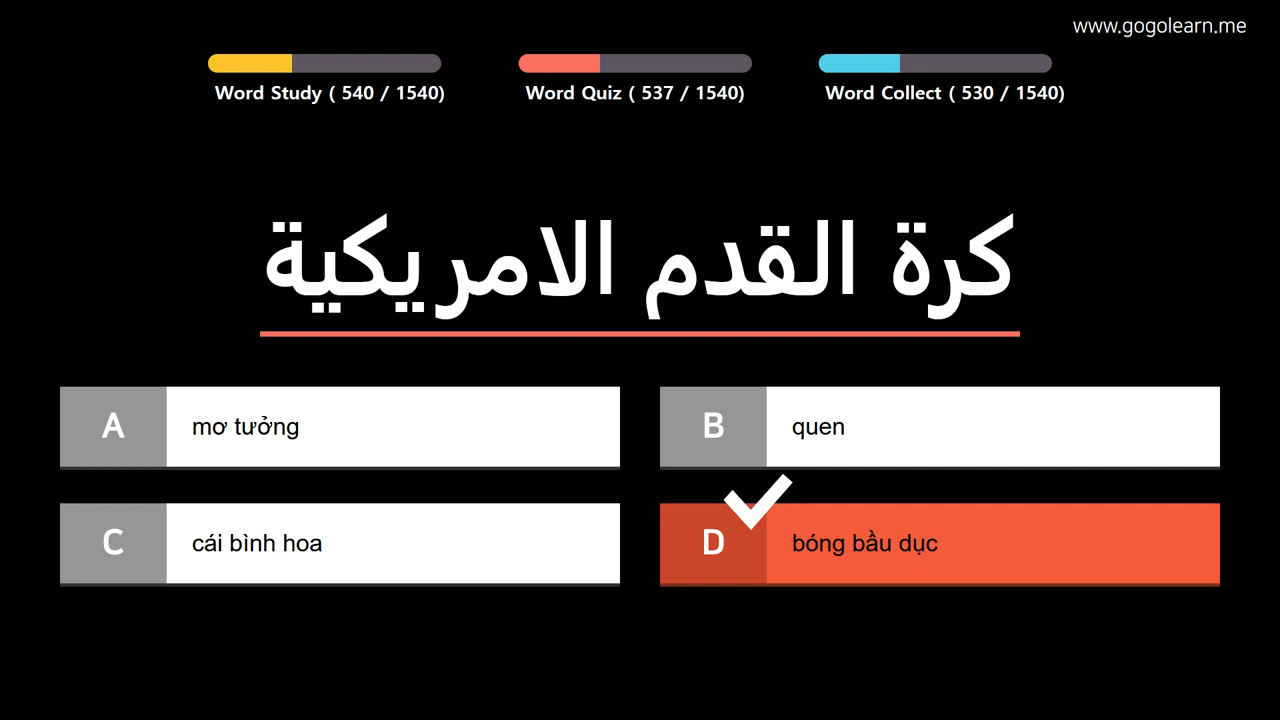 www.gogolearn.me
Word Study ( 540 / 1540)
Word Quiz ( 537 / 1540)
Word Collect ( 530 / 1540)
كرة القدم الامريكية
A
mơ tưởng
B
quen
C
cái bình hoa
D
bóng bầu dục